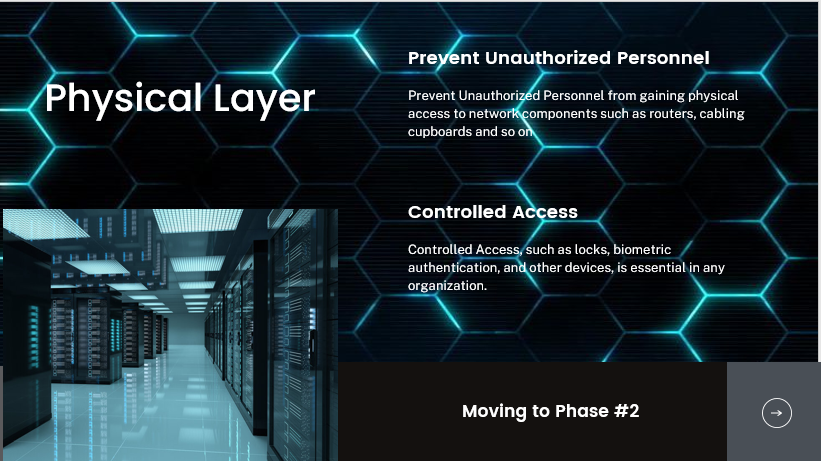 Physical Layer
Prevent Unauthorized Personnel
Prevent Unauthorized Personnel from gaining physical
access to network components such as routers, cabling
cupboards and so on
Controlled Access
Controlled Access, such as locks, biometric
authentication, and other devices, is essential in any
organization.
Moving to Phase #2